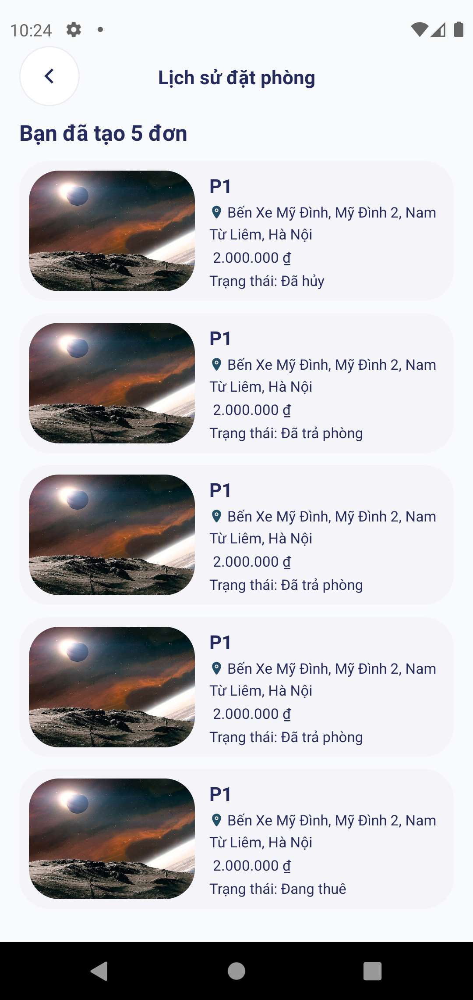 10:24
Lịch sử đặt phòng
Bạn đã tạo 5 đơn
P1
Bến Xe Mỹ Đình, Mỹ Đình 2, Nam
Từ Liêm, Hà Nội
2.000.000 ₫
Trạng thái: Đã hủy
P1
Bến Xe Mỹ Đình, Mỹ Đình 2, Nam
Từ Liêm, Hà Nội
2.000.000 ₫
Trạng thái: Đã trả phòng
P1
Bến Xe Mỹ Đình, Mỹ Đình 2, Nam
Từ Liêm, Hà Nội
2.000.000 ₫
Trạng thái: Đã trả phòng
P1
Bến Xe Mỹ Đình, Mỹ Đình 2, Nam
Từ Liêm, Hà Nội
2.000.000 ₫
Trạng thái: Đã trả phòng
P1
Bến Xe Mỹ Đình, Mỹ Đình 2, Nam
Từ Liêm, Hà Nội
2.000.000 ₫
Trạng thái: Đang thuê